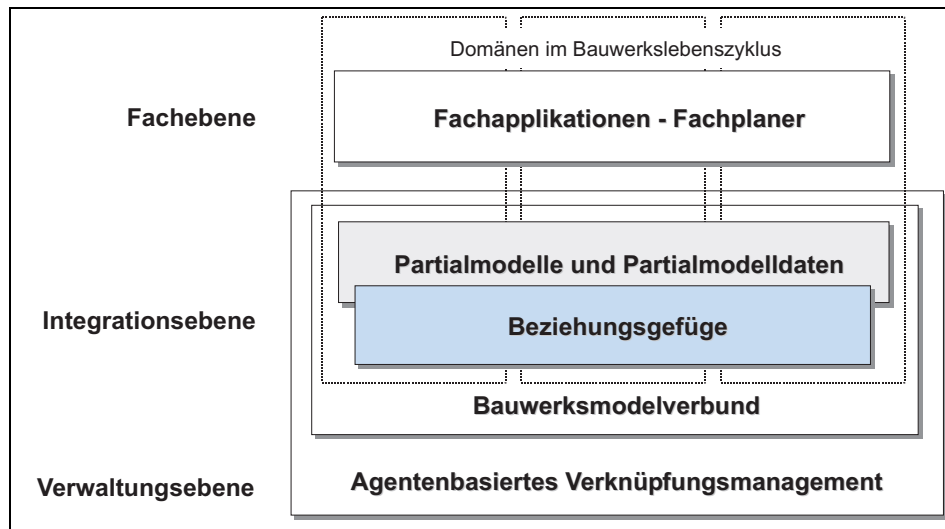 Domänen im Bauwerkslebenszyklus
Fachebene
Fachapplikationen - Fachplaner
Partialmodelle und Partialmodelldaten
Integrationsebene
Beziehungsgefüge
Bauwerksmodelverbund
Verwaltungsebene
Agentenbasiertes Verknüpfungsmanagement